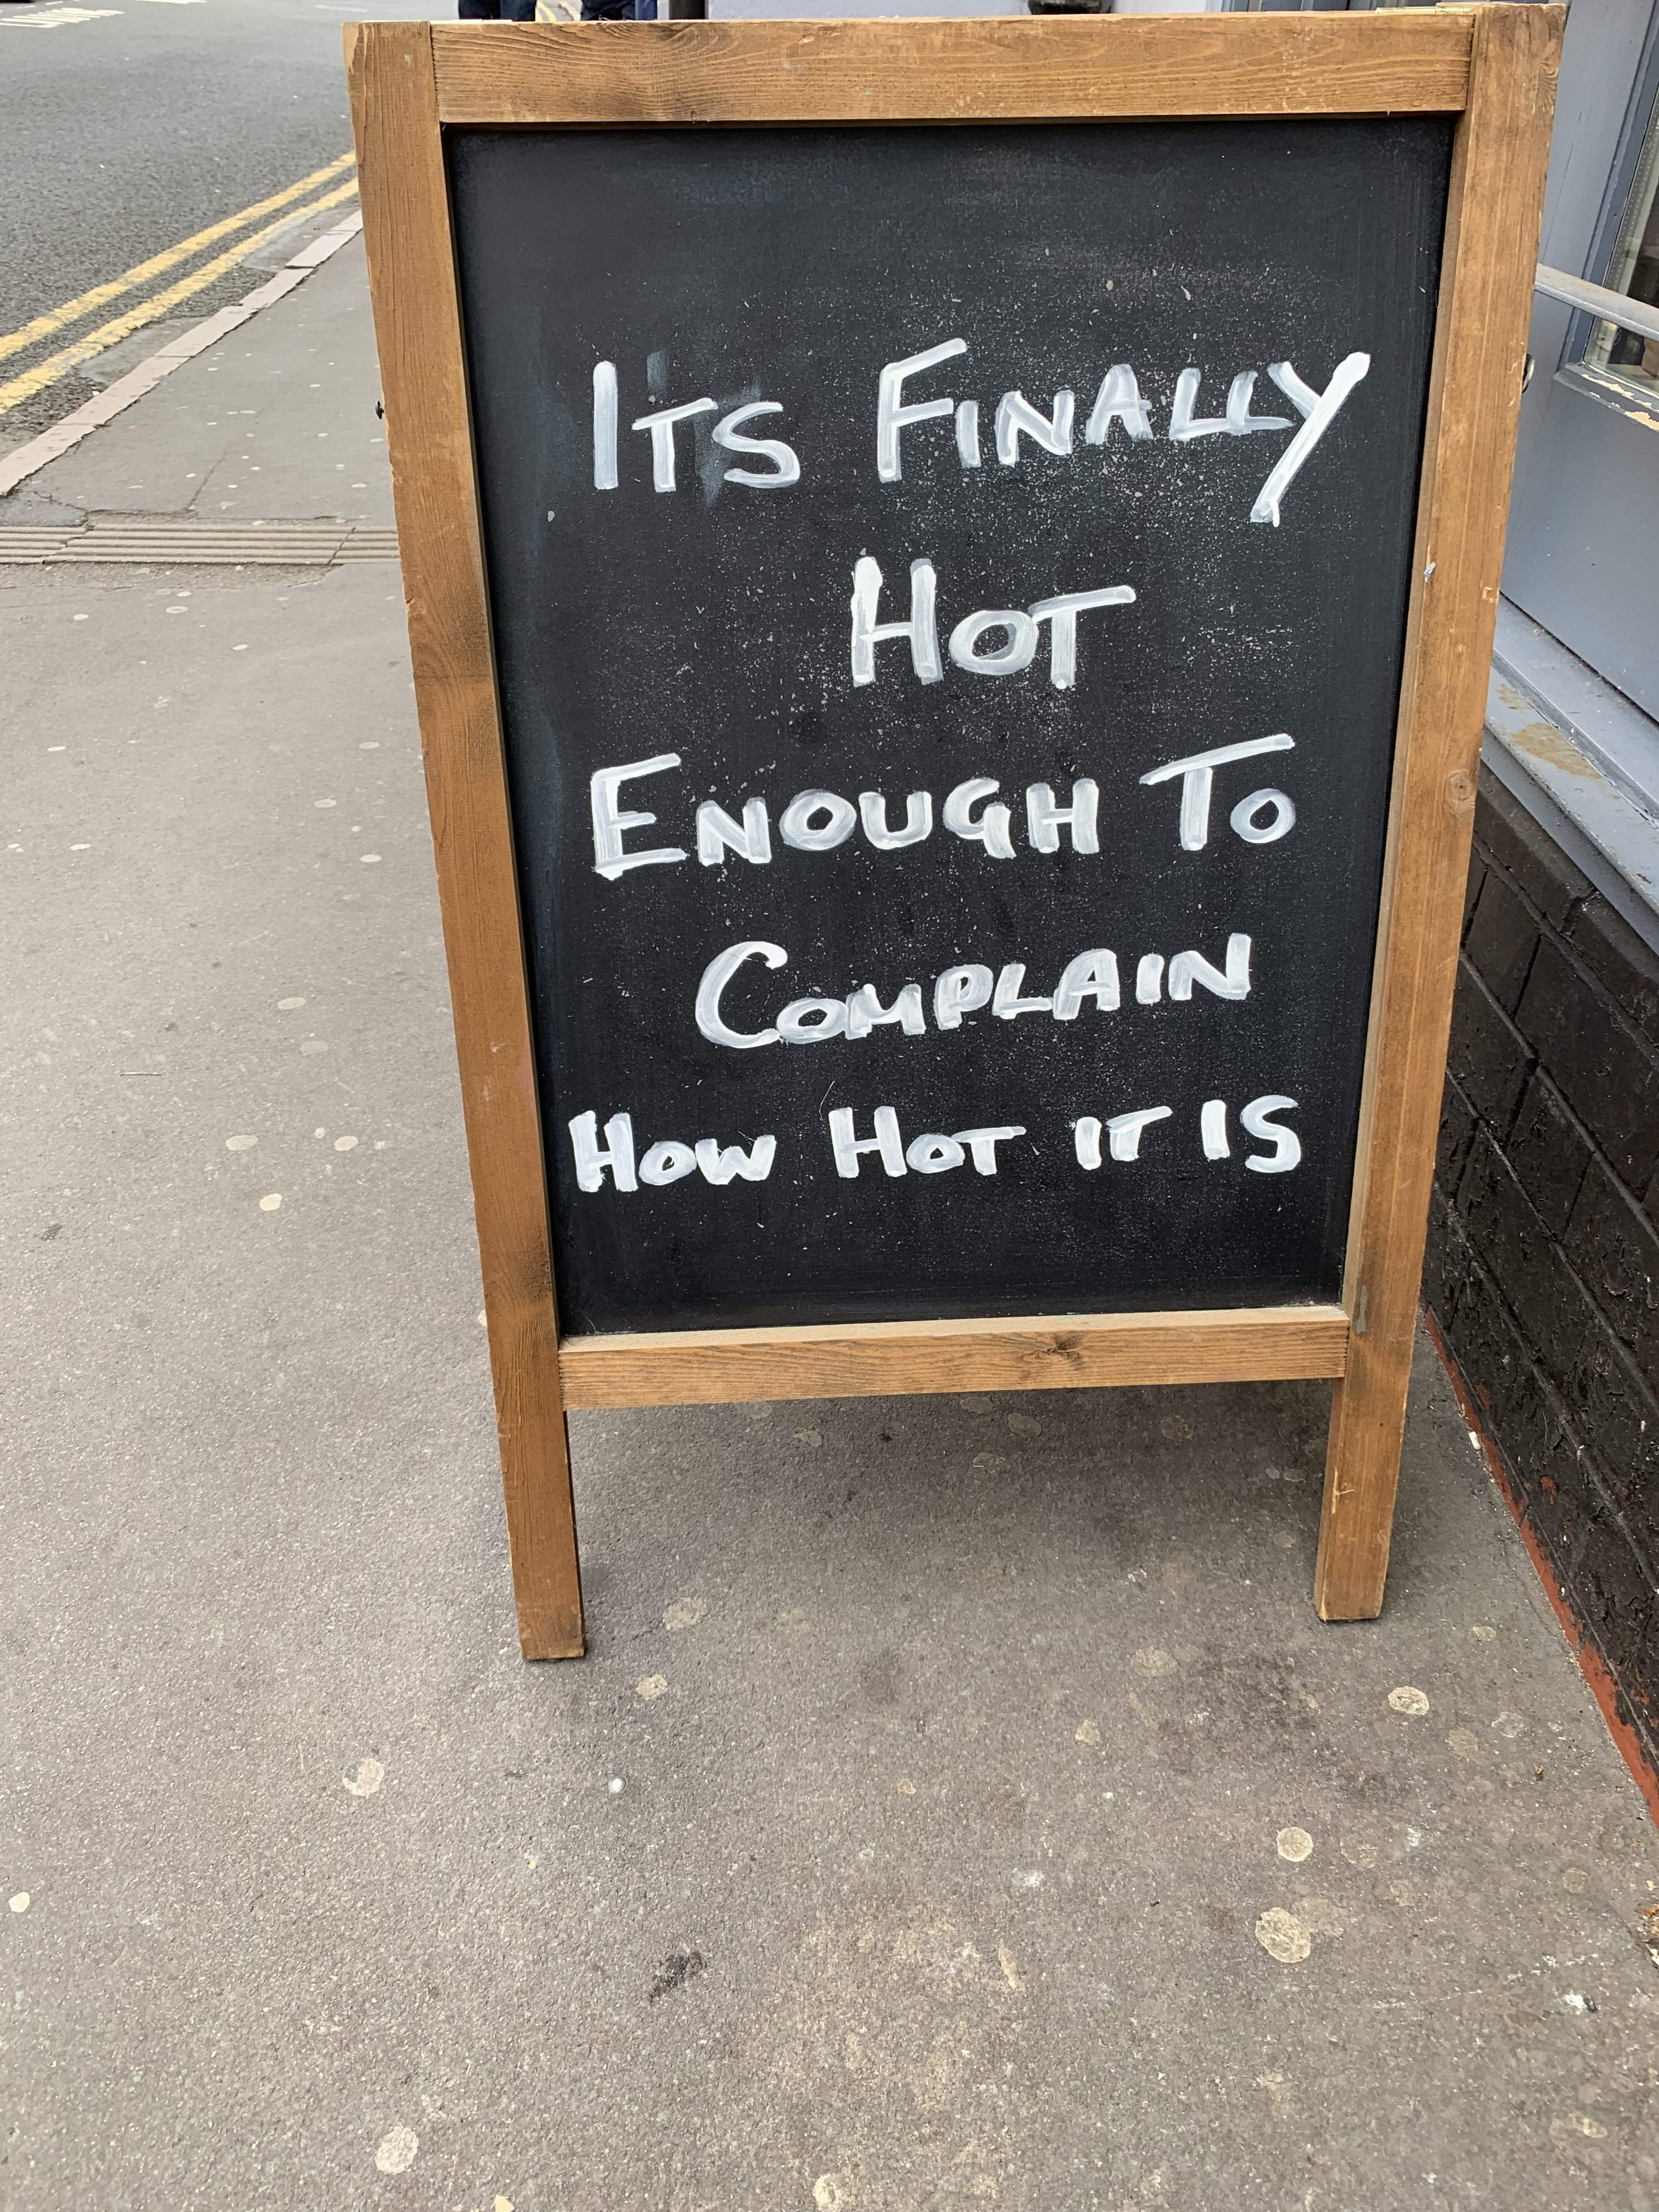 ITS FINALLY
HOT
ENOUGH TO
COMPLAIN
HOW HOT IT IS